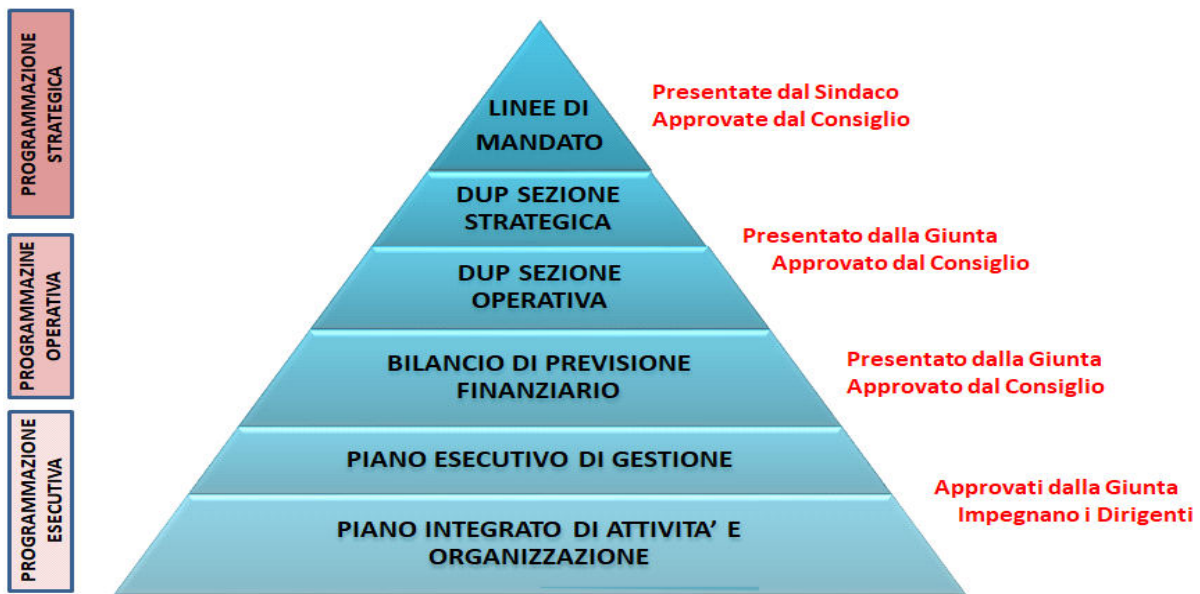 PROGRAMMAZIONE
STRATEGICA
LINEE DI
MANDATO
Presentate dal Sindaco
Approvate dal Consiglio
DUP SEZIONE
STRATEGICA
Presentato dalla Giunta
Approvato dal Consiglio
PROGRAMMAZINE
OPERATIVA
DUP SEZIONE
OPERATIVA
BILANCIO DI PREVISIONE
FINANZIARIO
Presentato dalla Giunta
Approvato dal Consiglio
PROGRAMMAZIONE
ESECUTIVA
PIANO ESECUTIVO DI GESTIONE
Approvati dalla Giunta
Impegnano i Dirigenti
PIANO INTEGRATO DI ATTIVITA’ E
ORGANIZZAZIONE